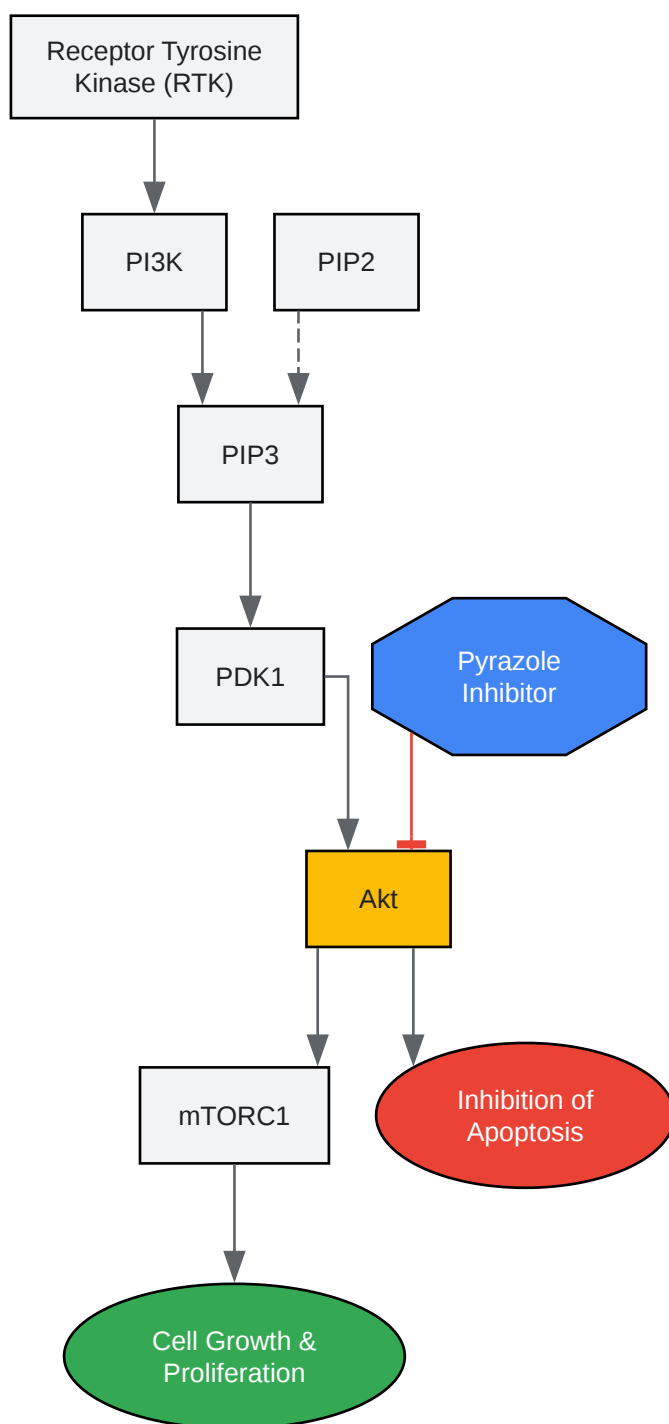 Receptor Tyrosine
Kinase (RTK)
PI3K
PIP2
PIP3
PDK1
Pyrazole
Inhibitor
Akt
mTORC1
Inhibition of
Apoptosis
Cell Growth &
Proliferation